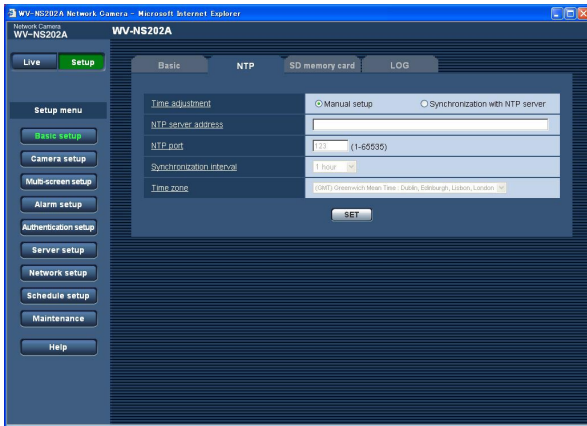 WV-NS202A Network Camera - Microsoft Internet Explorer
Network Camera
WV-NS202A
WV-NS202A
Live
Setup
Basic
NTP
SD memory card
LOG
Setup menu
Basic setup
Camera setup
Multi-screen setup
Alarm setup
Authentication setup
Server setup
Network setup
Schedule setup
Maintenance
Help
Time adjustment
Manual setup
Synchronization with NTP server
NTP server address
NTP port
123 (1-65535)
Synchronization interval
1 hour
Time zone
(GMT) Greenwich Mean Time : Dublin, Edinburgh, Lisbon, London
SET